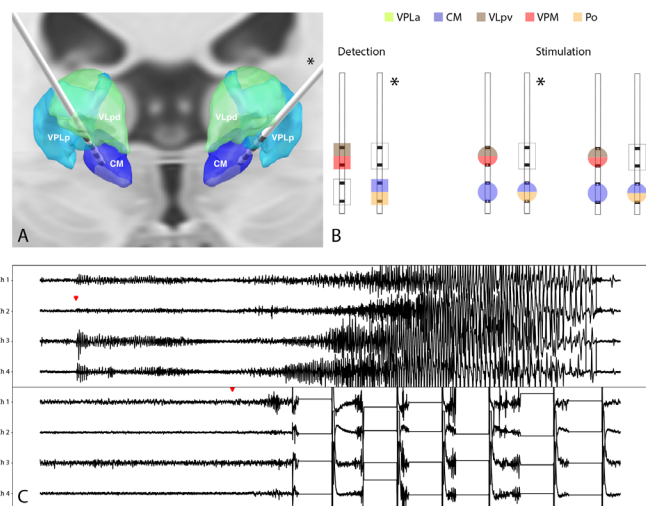 VPLa CM VLpv VPM Po
Detection Stimulation
*
* *
VLpd VLpd
VPLp VPLp
CM CM
A B
h 1
h 2
h 3
h 4
h 1
h 2
h 3
h 4
C